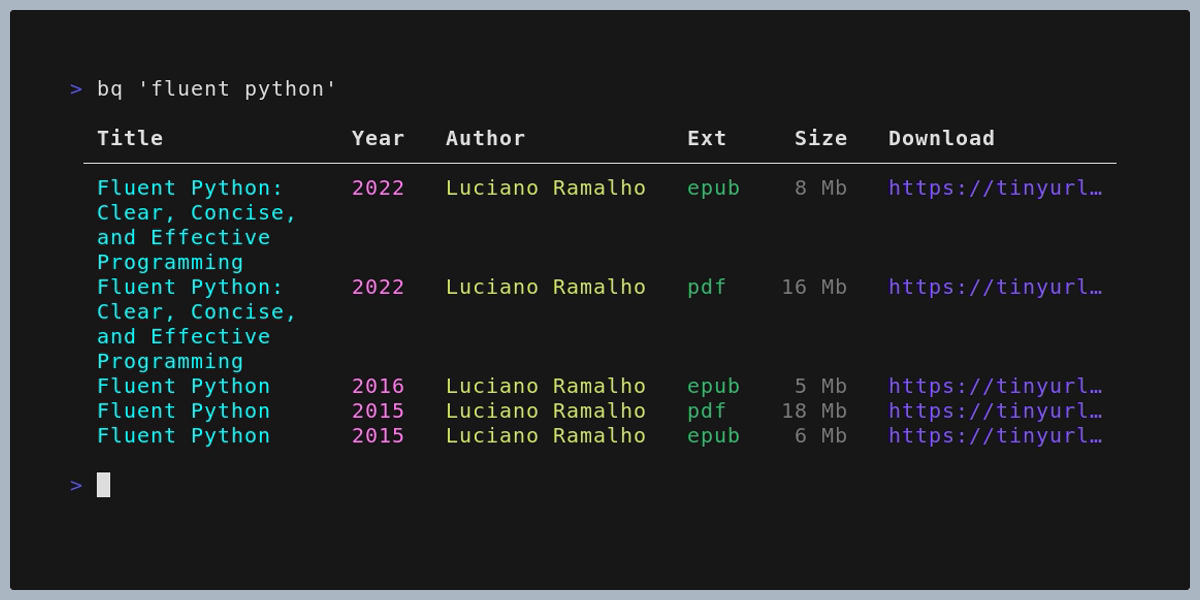 > bq 'fluent python'
Title Year Author Ext Size Download
Fluent Python: 2022 Luciano Ramalho epub 8 Mb https://tinyurl…
Clear, Concise,
and Effective
Programming
Fluent Python: 2022 Luciano Ramalho pdf 16 Mb https://tinyurl…
Clear, Concise,
and Effective
Programming
Fluent Python 2016 Luciano Ramalho epub 5 Mb https://tinyurl…
Fluent Python 2015 Luciano Ramalho pdf 18 Mb https://tinyurl…
Fluent Python 2015 Luciano Ramalho epub 6 Mb https://tinyurl…
>